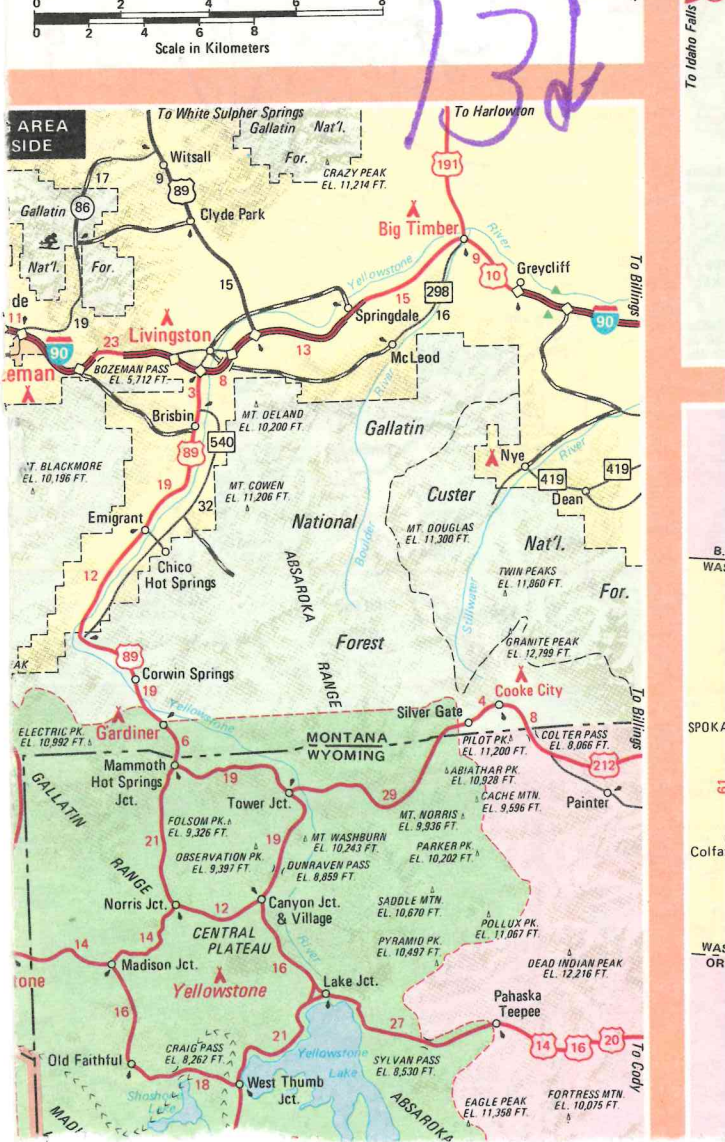 2
4
6
8
0
2
4
6
8
Scale in Kilometers
To Idaho Falls
13
To White Sulpher Springs
To Harlowton
AREA
SIDE
Gallatin Nat'l.
For.
Witsall
17
9
89
191
CRAZY PEAK
EL. 11,214 FT.
86
Gallatin
Clyde Park
Big Timber
River
Nat'l. For.
Yellowstone
9
10
Greycliff
To Billings
15
15
298
16
de
11
19
Springdale
90
Livingston
13
McLeod
90
23
zeman
BOZEMAN PASS
EL. 5,712 FT.
3
8
River
Brisbin
MT. DELAND
EL. 10,200 FT.
Gallatin
540
89
Nye
River
419
419
Dean
T. BLACKMORE
EL. 10,196 FT.
19
MT. COWEN
EL. 11,206 FT.
Custer
32
Emigrant
National
MT. DOUGLAS
EL. 11,300 FT.
Nat'l.
Boulder
B.
WAS
Chico
Hot Springs
12
ABSAROKA
TWIN PEAKS
EL. 11,860 FT.
For.
Stillwater
Forest
GRANITE PEAK
EL. 12,799 FT.
AK
89
RANGE
Corwin Springs
19
Cooke City
To Billings
Yellowstone
4
Silver Gate
8
Gardiner
ELECTRIC PK.
EL. 10,992 FT.
6
MONTANA
WYOMING
PILOT PK.
EL. 11,200 FT.
COLTER PASS
EL. 8,066 FT.
SPOKA
212
Mammoth
Hot Springs
Jct.
19
ABIATHAR PK.
EL. 10,928 FT.
GALLATIN
29
CACHE MTN.
EL. 9,596 FT.
Painter
61
Tower Jct.
FOLSOM PK.
EL. 9,326 FT.
MT. NORRIS
EL. 9,936 FT.
21
19
MT WASHBURN
EL. 10,243 FT.
PARKER PK.
EL. 10,202 FT.
Colfa
OBSERVATION PK.
EL. 9,397 FT.
DUNRAVEN PASS
EL. 8,859 FT.
RANGE
Norris Jct.
12
Canyon Jct.
& Village
SADDLE MTN.
EL. 10,670 FT.
POLLUX PK.
EL. 11,067 FT.
14
14
CENTRAL
PLATEAU
River
PYRAMID PK.
EL. 10,497 FT.
WAS
OR
Madison Jct.
16
DEAD INDIAN PEAK
EL. 12,216 FT.
tone
Yellowstone
Lake Jct.
Pahaska
Teepee
16
21
27
14
16
20
To Cody
CRAIG PASS
EL. 8,262 FT.
Yellowstone
Lake
SYLVAN PASS
EL. 8,530 FT.
Old Faithful
18
West Thumb
Jct.
Shoshone
Lake
EAGLE PEAK
EL. 11,358 FT.
FORTRESS MTN.
EL. 10,075 FT.
MADI
ABSAROKA